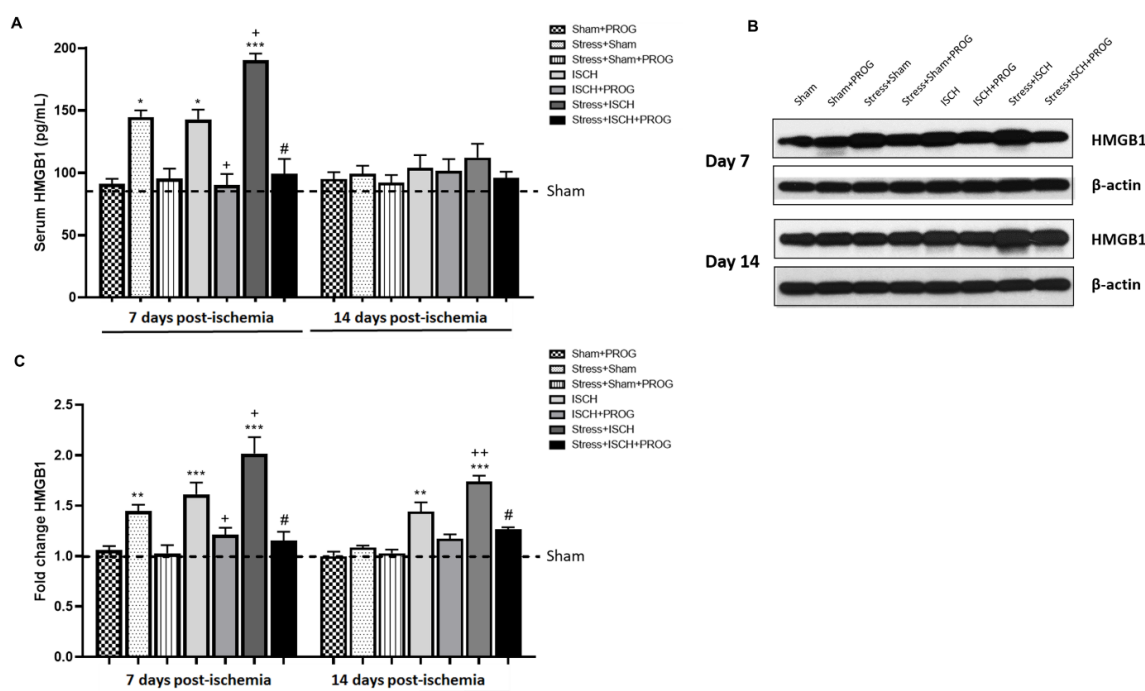 A
Serum HMGB1 (pg/mL)
200
150
100
50
0
*
*
+
+
***
#
Sham
7 days post-ischemia
14 days post-ischemia
Sham+PROG
Stress+Sham
Stress+Sham+PROG
ISCH
ISCH+PROG
Stress+ISCH
Stress+ISCH+PROG
B
Sham
Sham+PROG
Stress+Sham
Stress+Sham+PROG
ISCH
ISCH+PROG
Stress+ISCH
Stress+ISCH+PROG
Day 7
HMGB1
β-actin
Day 14
HMGB1
β-actin
C
Fold change HMGB1
2.5
2.0
1.5
1.0
0.5
0.0
**
***
+
+
***
#
**
++
***
#
Sham
7 days post-ischemia
14 days post-ischemia
Sham+PROG
Stress+Sham
Stress+Sham+PROG
ISCH
ISCH+PROG
Stress+ISCH
Stress+ISCH+PROG